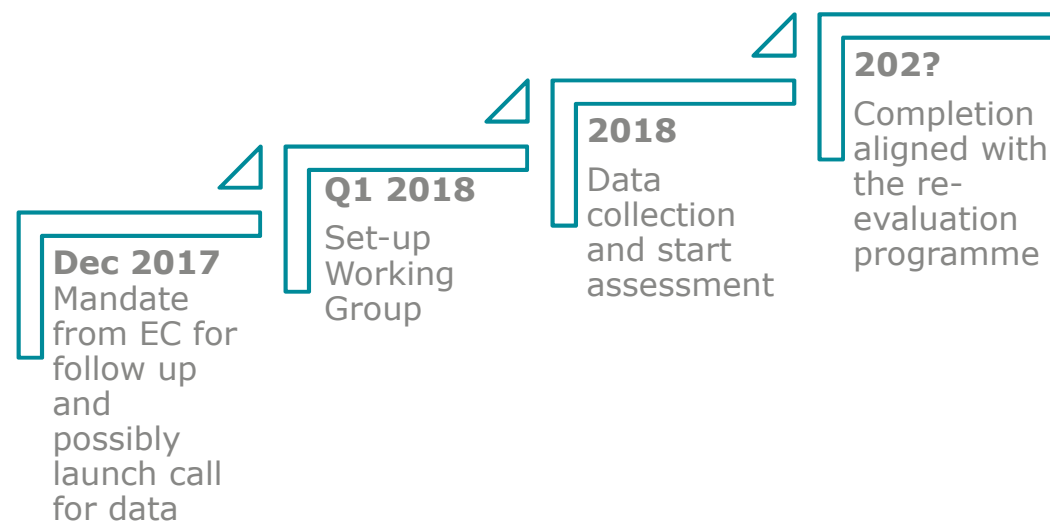 Dec 2017
Mandate
from EC for
follow up
and
possibly
launch call
for data
Q1 2018
Set-up
Working
Group
2018
Data
collection
and start
assessment
202?
Completion
aligned with
the re-
evaluation
programme